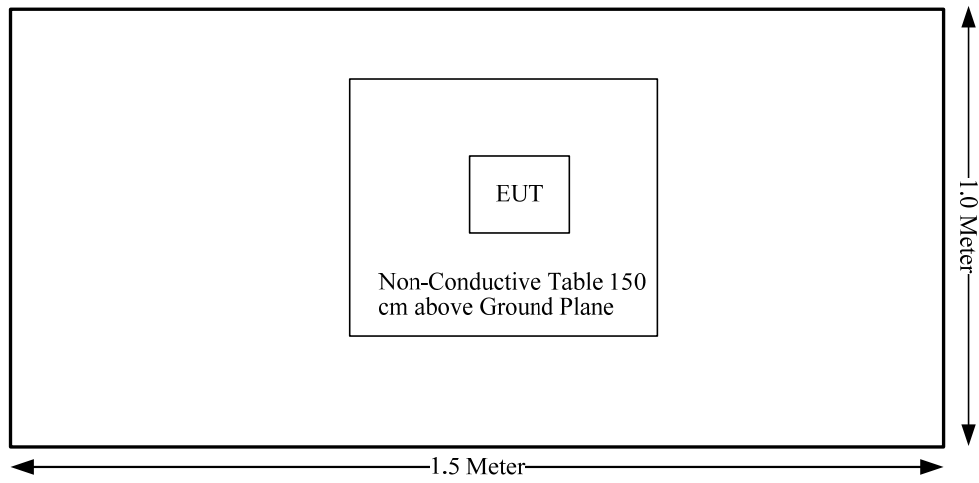 EUT
Non-Conductive Table 150
cm above Ground Plane
1.0 Meter
1.5 Meter